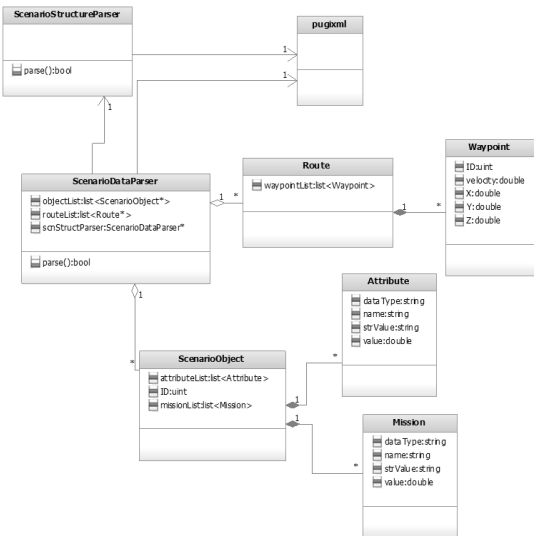 ScenarioStructureParser
parse():bool
pugixml
1
1
1
ScenarioDataParser
objectList:list<ScenarioObject*>
routeList:list<Route*>
scnStructParser:ScenarioDataParser*
parse():bool
1
*
Route
waypointList:list<Waypoint>
1
*
Waypoint
ID:uint
velocity:double
X:double
Y:double
Z:double
1
*
ScenarioObject
attributeList:list<Attribute>
ID:uint
missionList:list<Mission>
1
*
Attribute
dataType:string
name:string
strValue:string
value:double
1
*
Mission
dataType:string
name:string
strValue:string
value:double